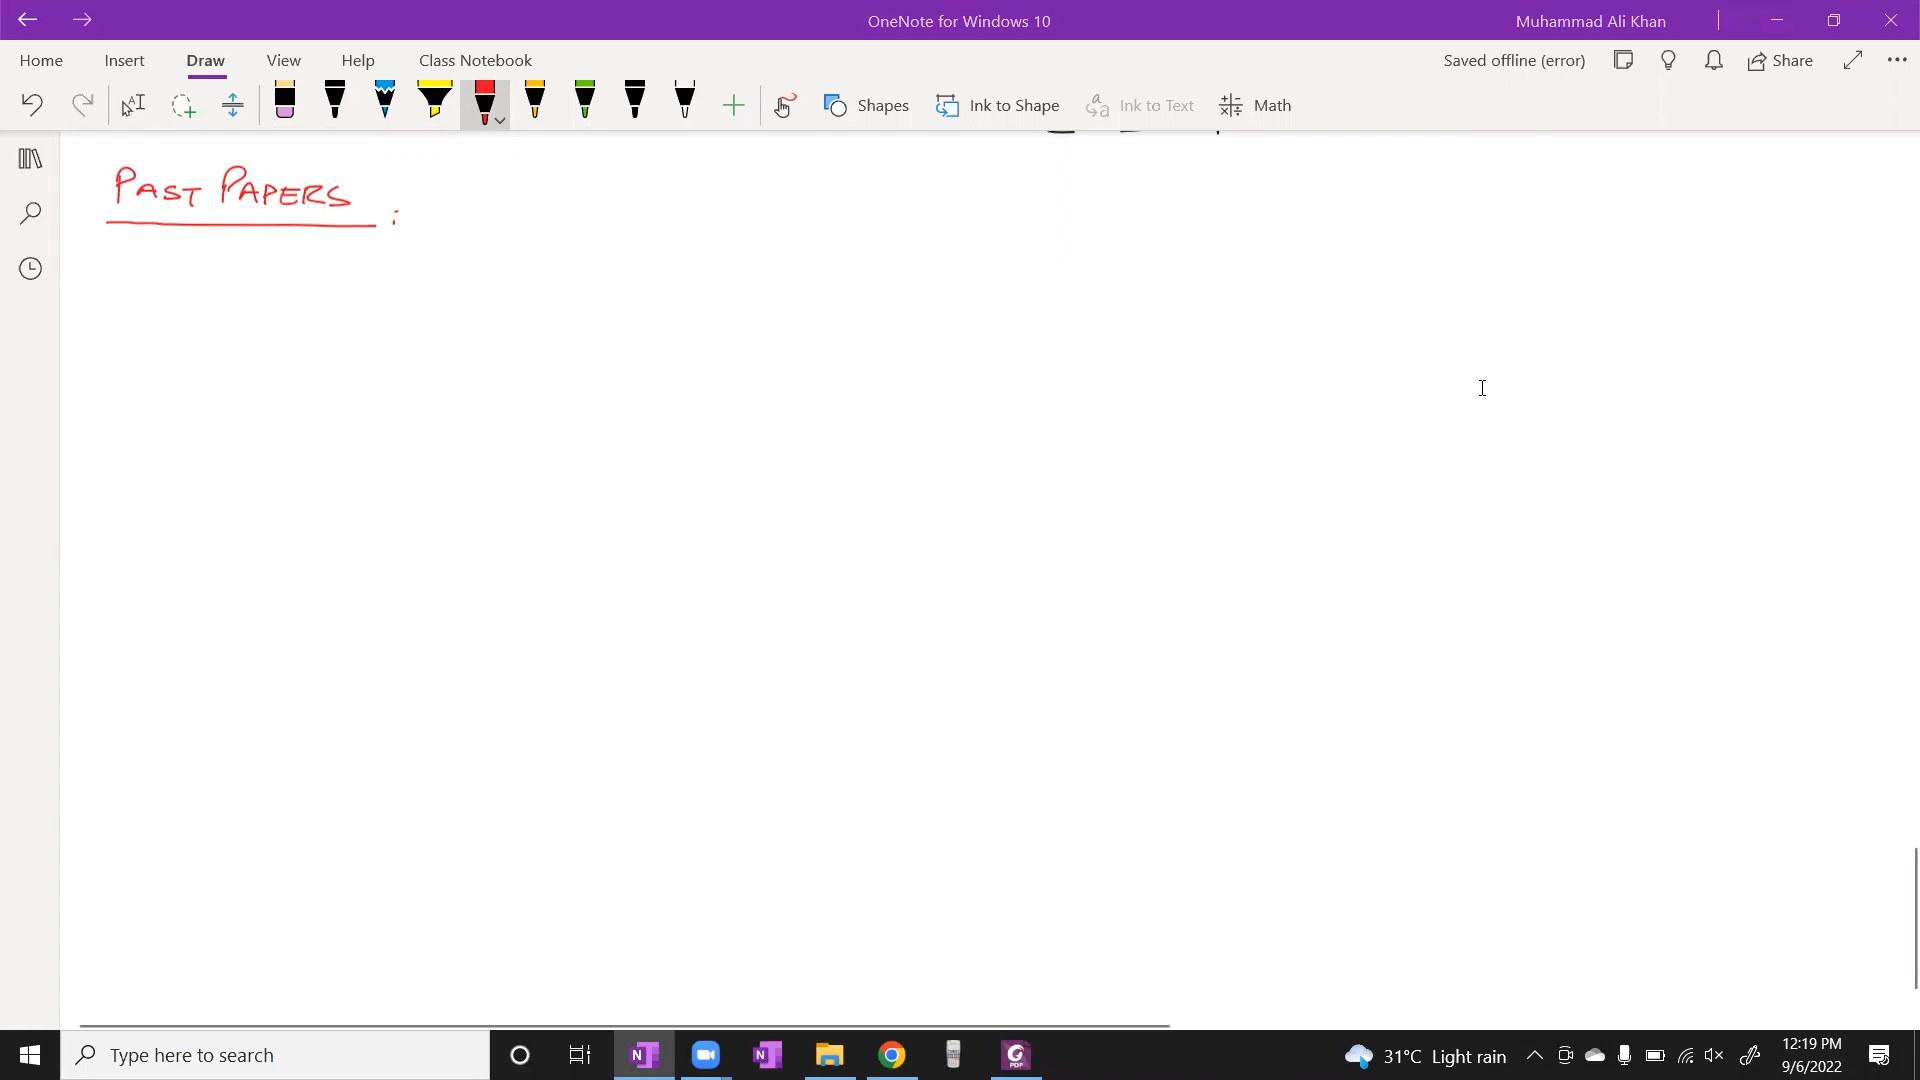 OneNote for Windows 10
Muhammad Ali Khan
Home Insert Draw View Help Class Notebook
Saved offline (error)
Share
Shapes Ink to Shape Ink to Text Math
PAST PAPERS :
Type here to search
31°C Light rain
12:19 PM
9/6/2022